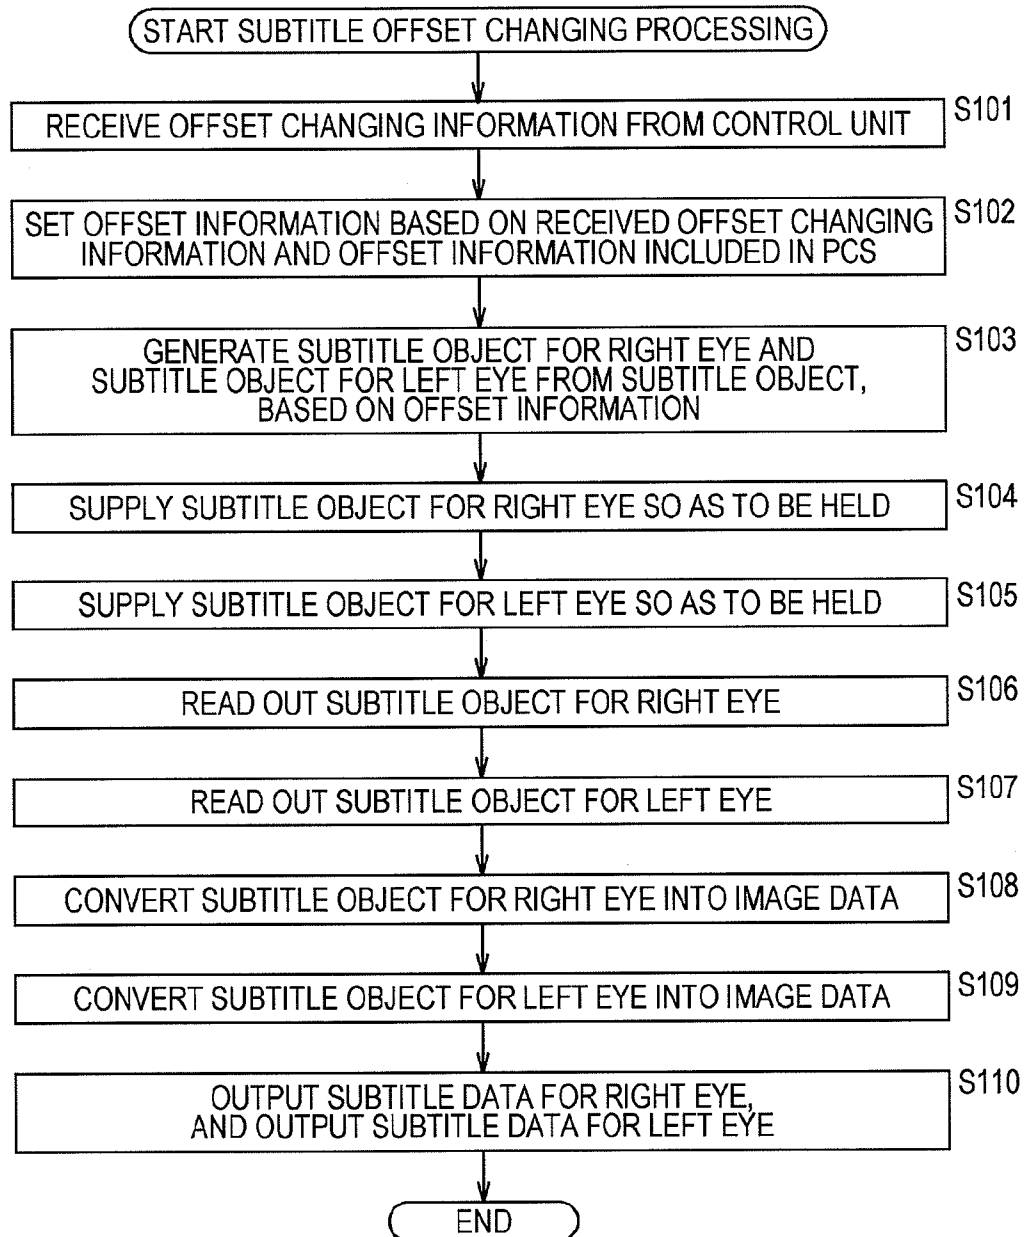 START SUBTITLE OFFSET CHANGING PROCESSING
RECEIVE OFFSET CHANGING INFORMATION FROM CONTROL UNIT
S101
SET OFFSET INFORMATION BASED ON RECEIVED OFFSET CHANGING
INFORMATION AND OFFSET INFORMATION INCLUDED IN PCS
S102
GENERATE SUBTITLE OBJECT FOR RIGHT EYE AND
SUBTITLE OBJECT FOR LEFT EYE FROM SUBTITLE OBJECT,
BASED ON OFFSET INFORMATION
S103
SUPPLY SUBTITLE OBJECT FOR RIGHT EYE SO AS TO BE HELD
S104
SUPPLY SUBTITLE OBJECT FOR LEFT EYE SO AS TO BE HELD
S105
READ OUT SUBTITLE OBJECT FOR RIGHT EYE
S106
READ OUT SUBTITLE OBJECT FOR LEFT EYE
S107
CONVERT SUBTITLE OBJECT FOR RIGHT EYE INTO IMAGE DATA
S108
CONVERT SUBTITLE OBJECT FOR LEFT EYE INTO IMAGE DATA
S109
OUTPUT SUBTITLE DATA FOR RIGHT EYE,
AND OUTPUT SUBTITLE DATA FOR LEFT EYE
S110
END